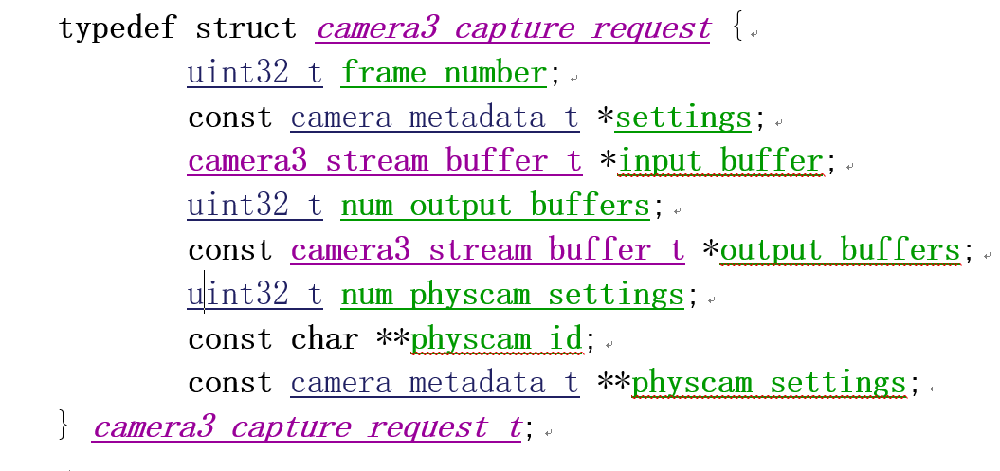 typedef struct camera3_capture_request {
uint32_t frame_number;
const camera_metadata_t *settings;
camera3_stream_buffer_t *input_buffer;
uint32_t num_output_buffers;
const camera3_stream_buffer_t *output_buffers;
uint32_t num_physcam_settings;
const char **physcam_id;
const camera_metadata_t **physcam_settings;
} camera3_capture_request_t;